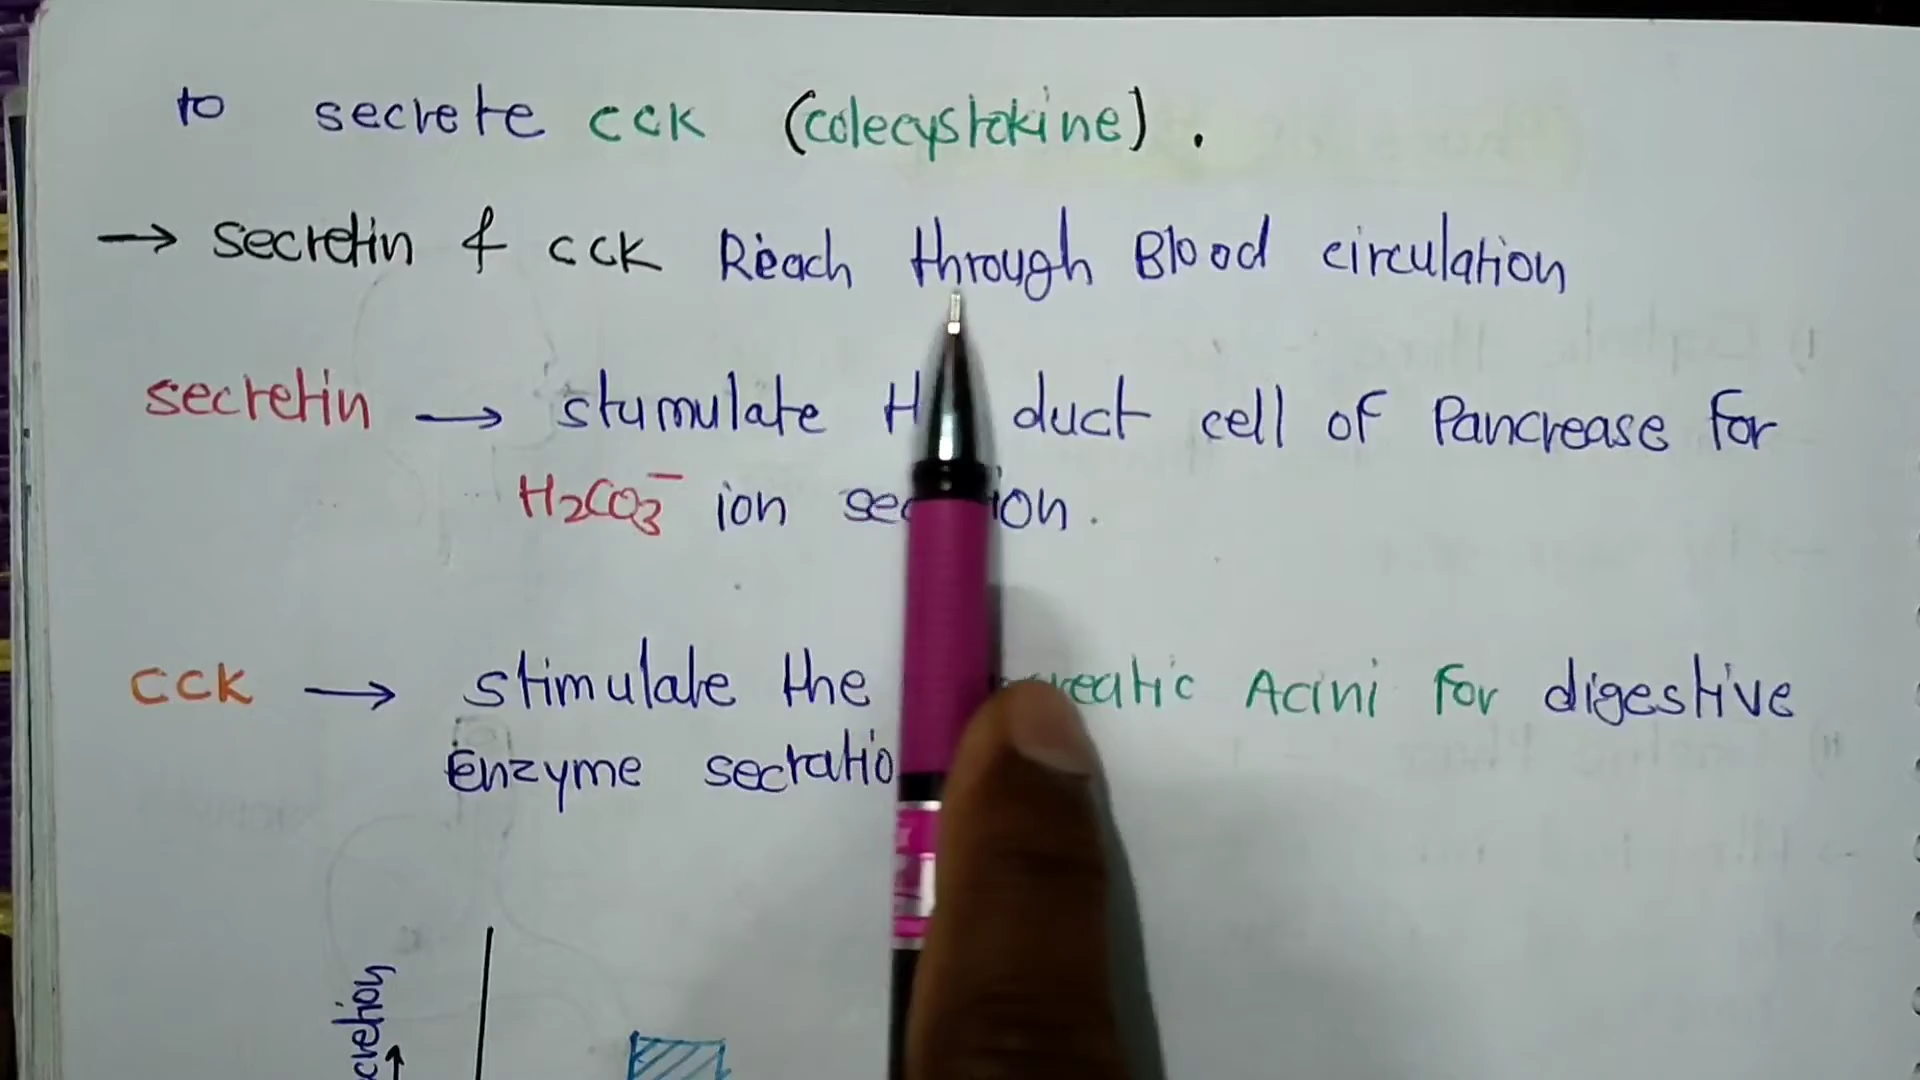 to secrete CCK (colecystokine).
→ secretin & CCK Reach through Blood circulation
secretin → stumulate duct cell of Pancrease for
H₂CO₃⁻ ion
CCK → stimulate the Acini for digestive
Enzyme